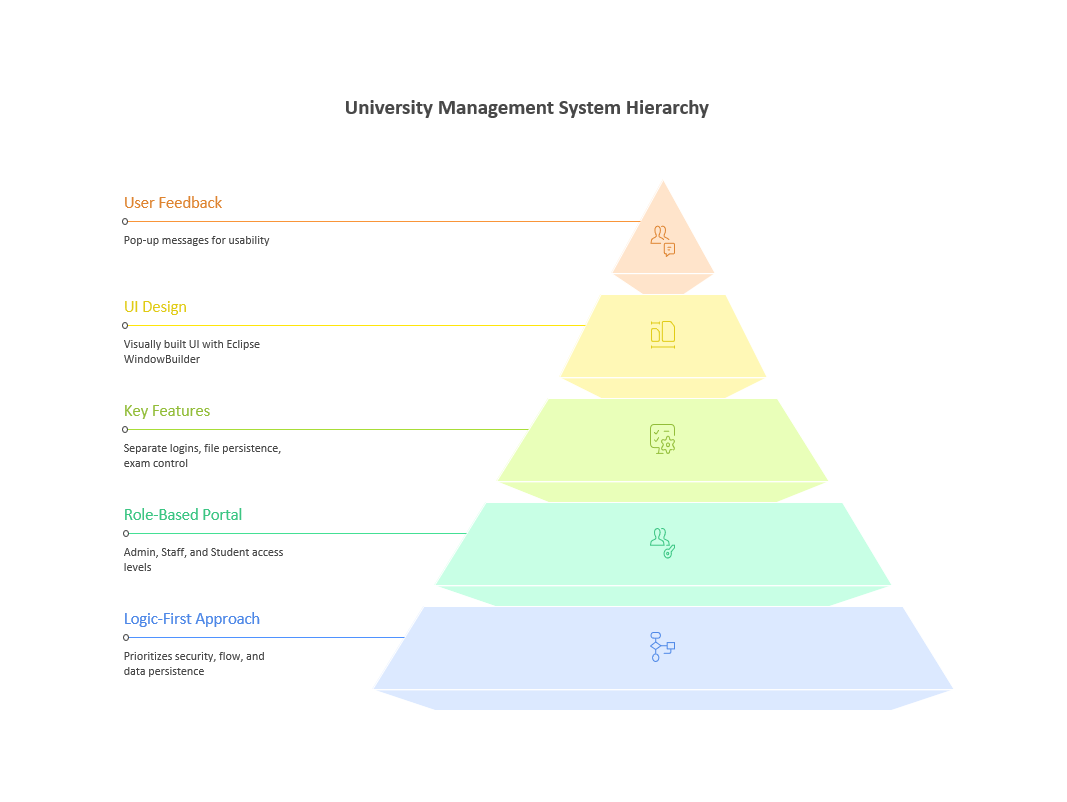 University Management System Hierarchy
User Feedback
Pop-up messages for usability
UI Design
Visually built UI with Eclipse
WindowBuilder
Key Features
Separate logins, file persistence,
exam control
Role-Based Portal
Admin, Staff, and Student access
levels
Logic-First Approach
Prioritizes security, flow, and
data persistence